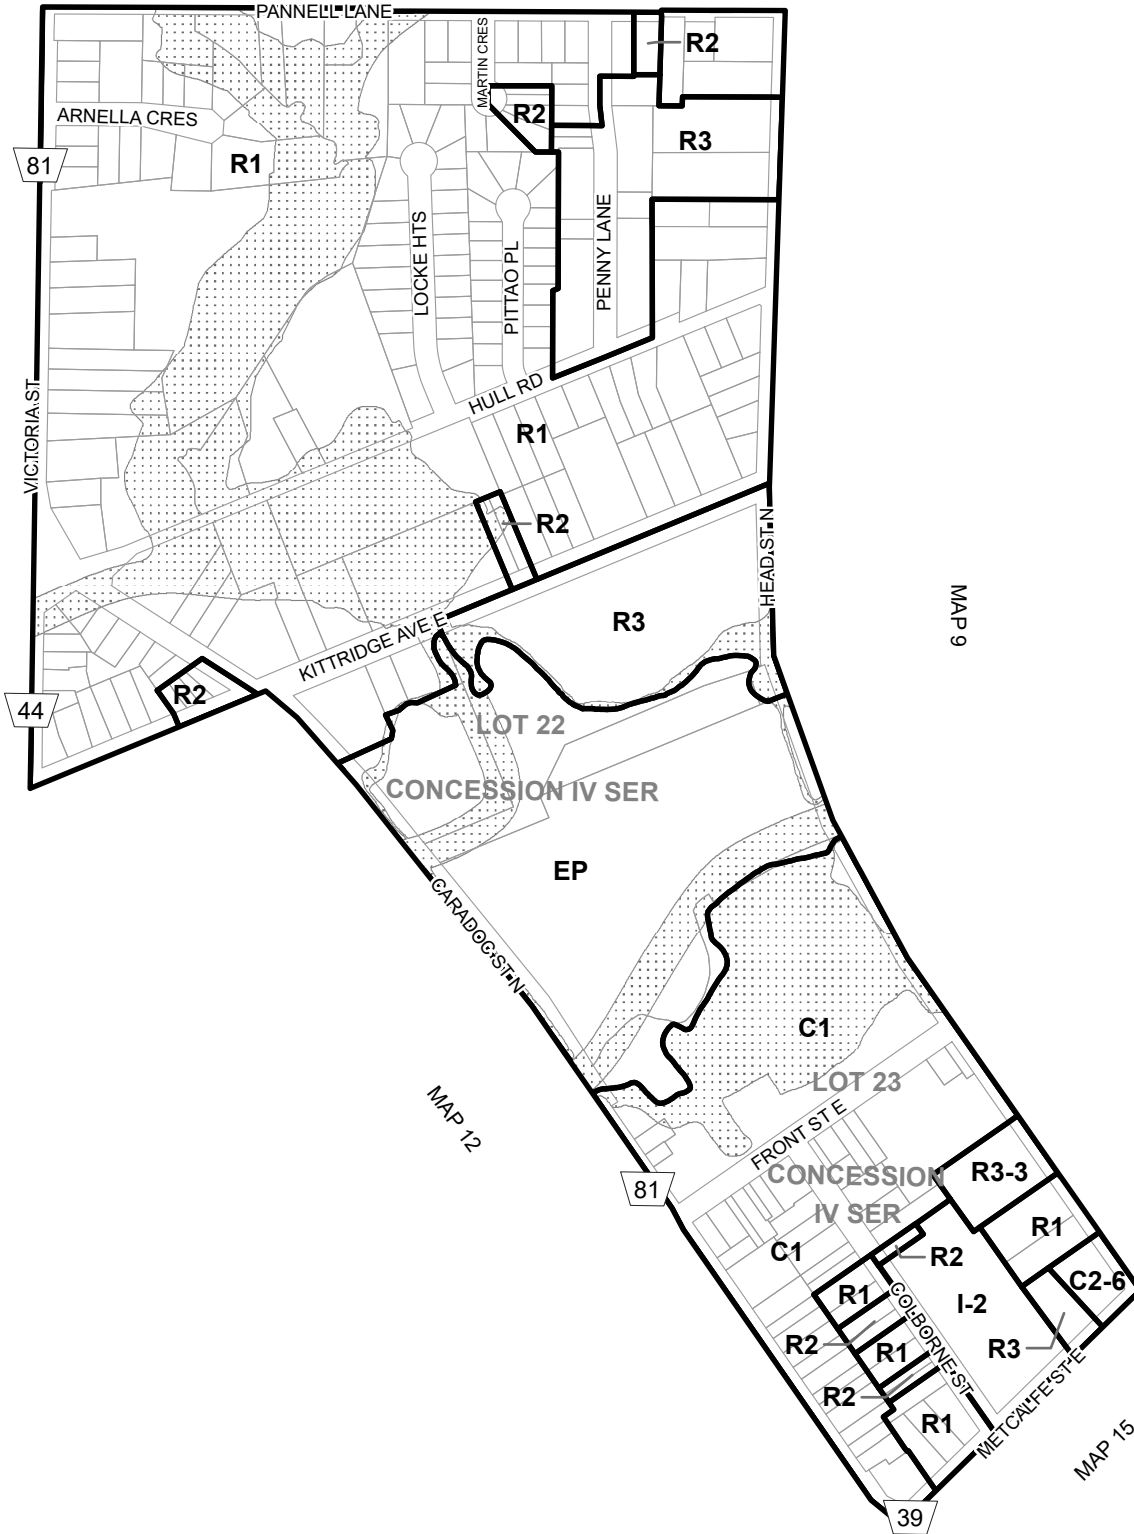 PANNELL LANE
MARTIN CRES
R2
R2
ARNELLA CRES
R3
81
R1
LOCKE HTS
PITTAO PL
PENNY LANE
VICTORIA ST
HULL RD
R1
R2
HEAD ST N
MAP 9
R3
KITTRIDGE AVE E
R2
44
LOT 22
CONCESSION IV SER
EP
CARADOC ST N
C1
LOT 23
MAP 12
FRONT ST E
CONCESSION
IV SER
R3-3
81
R1
C1
R2
C2-6
R1
COLBORNE ST
I-2
R2
R1
R3
R2
METCALFE ST E
R1
MAP 15
39